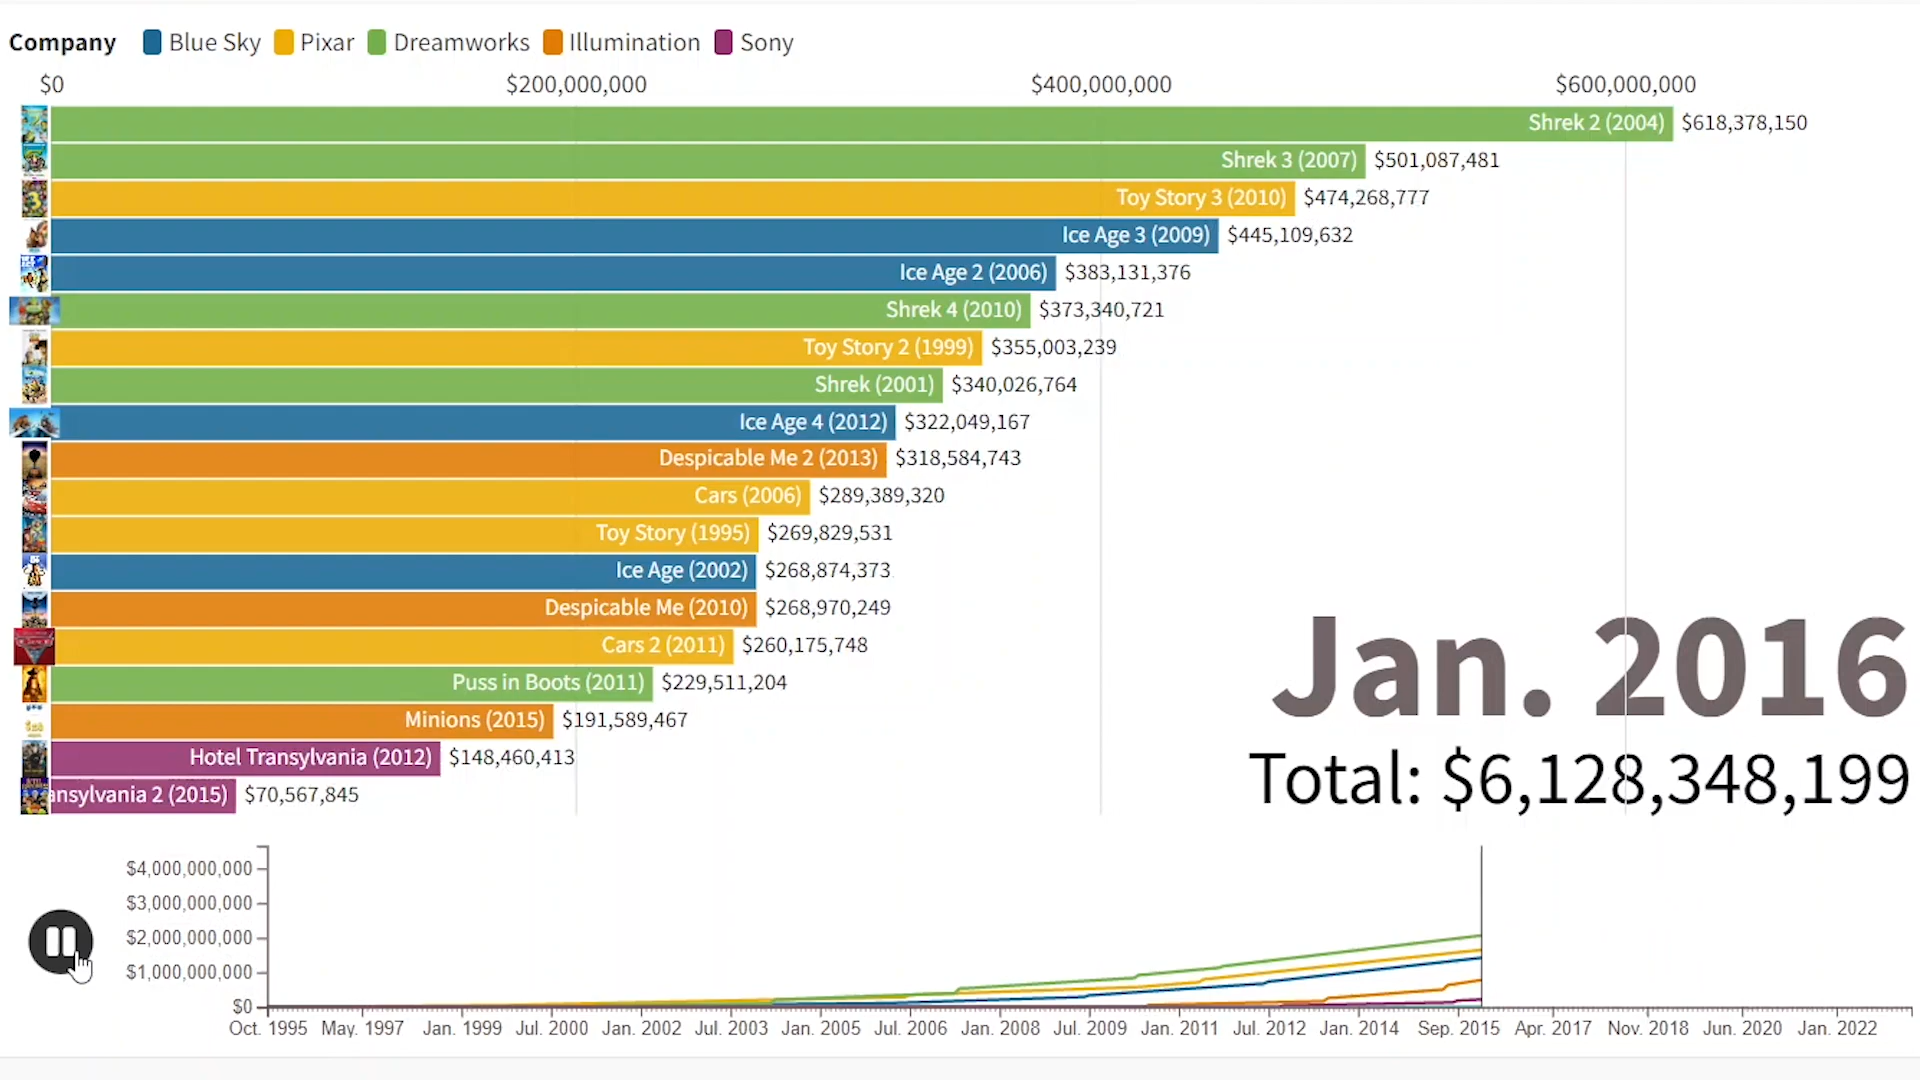 Company Blue Sky Pixar Dreamworks Illumination Sony
$0 $200,000,000 $400,000,000 $600,000,000
Shrek 2 (2004) $618,378,150
Shrek 3 (2007) $501,087,481
Toy Story 3 (2010) $474,268,777
Ice Age 3 (2009) $445,109,632
Ice Age 2 (2006) $383,131,376
Shrek 4 (2010) $373,340,721
Toy Story 2 (1999) $355,003,239
Shrek (2001) $340,026,764
Ice Age 4 (2012) $322,049,167
Despicable Me 2 (2013) $318,584,743
Cars (2006) $289,389,320
Toy Story (1995) $269,829,531
Ice Age (2002) $268,874,373
Despicable Me (2010) $268,970,249
Cars 2 (2011) $260,175,748
Puss in Boots (2011) $229,511,204
Minions (2015) $191,589,467
Hotel Transylvania (2012) $148,460,413
ansylvania 2 (2015) $70,567,845
Jan. 2016
Total: $6,128,348,199
$4,000,000,000
$3,000,000,000
$2,000,000,000
$1,000,000,000
$0
Oct. 1995 May. 1997 Jan. 1999 Jul. 2000 Jan. 2002 Jul. 2003 Jan. 2005 Jul. 2006 Jan. 2008 Jul. 2009 Jan. 2011 Jul. 2012 Jan. 2014 Sep. 2015 Apr. 2017 Nov. 2018 Jun. 2020 Jan. 2022